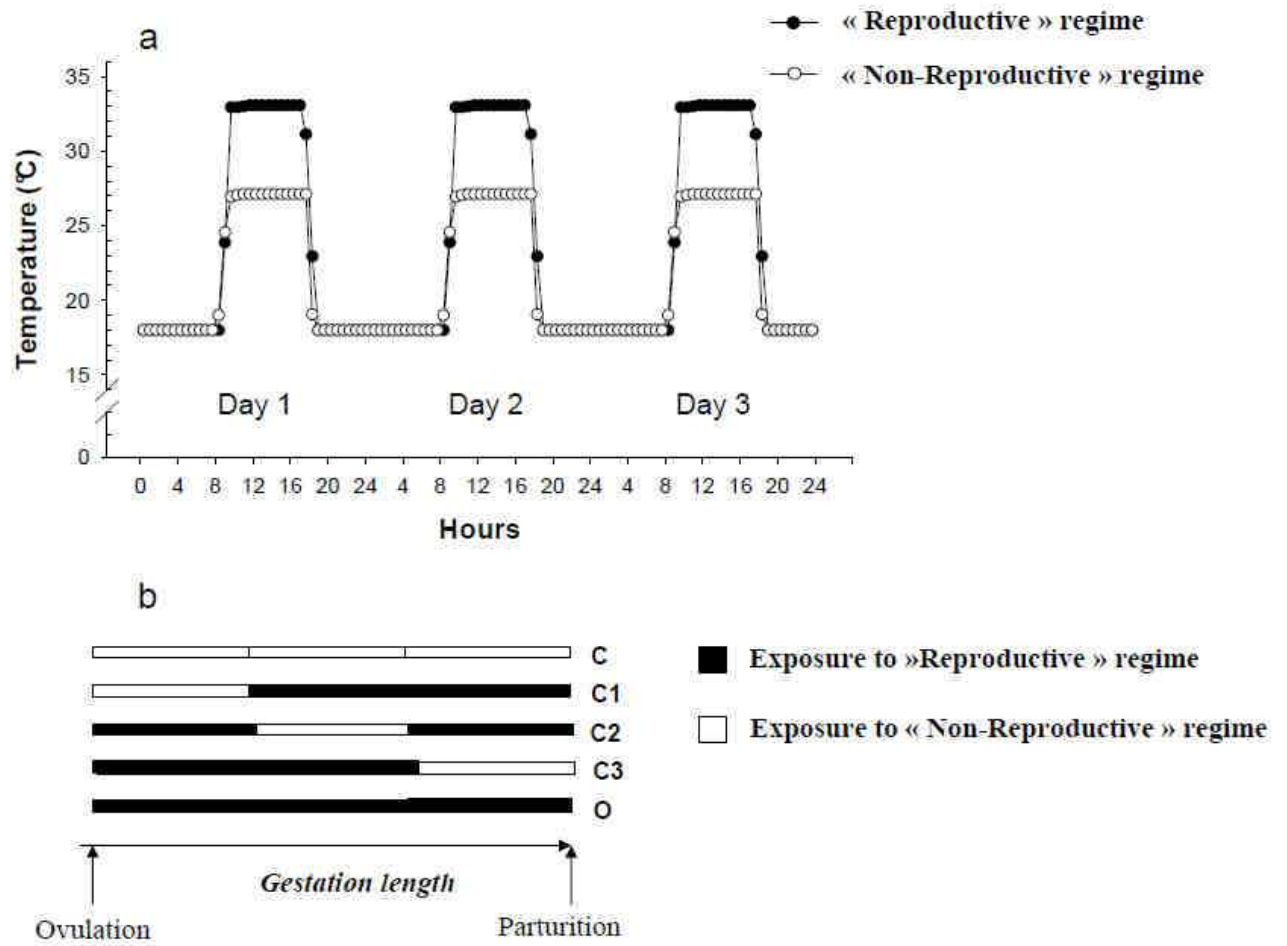 a
« Reproductive » regime
« Non-Reproductive » regime
35
30
25
20
15
0
Temperature (°C)
Day 1 Day 2 Day 3
0 4 8 12 16 20 24 4 8 12 16 20 24 4 8 12 16 20 24
Hours
b
C
C1
C2
C3
O
Exposure to »Reproductive » regime
Exposure to « Non-Reproductive » regime
Gestation length
Ovulation
Parturition